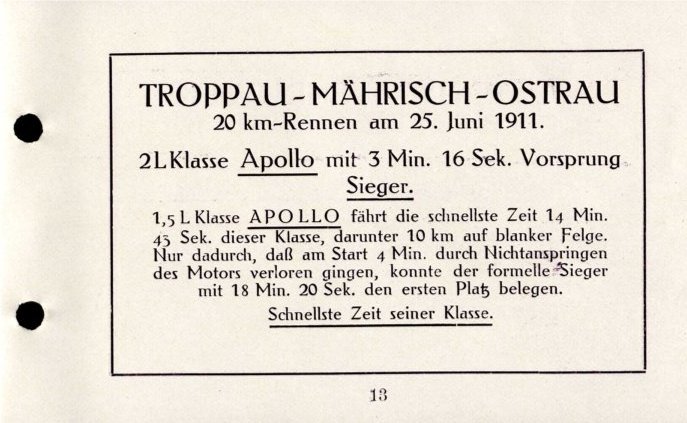 TROPPAU-MÄHRISCH-OSTRAU
20 km-Rennen am 25. Juni 1911.
2L Klasse Apollo mit 3 Min. 16 Sek. Vorsprung
Sieger.
1,5 L Klasse APOLLO fährt die schnellste Zeit 14 Min.
43 Sek. dieser Klasse, darunter 10 km auf blanker Felge.
Nur dadurch, daß am Start 4 Min. durch Nichtanspringen
des Motors verloren gingen, konnte der formelle Sieger
mit 18 Min. 20 Sek. den ersten Platz belegen.
Schnellste Zeit seiner Klasse.
13